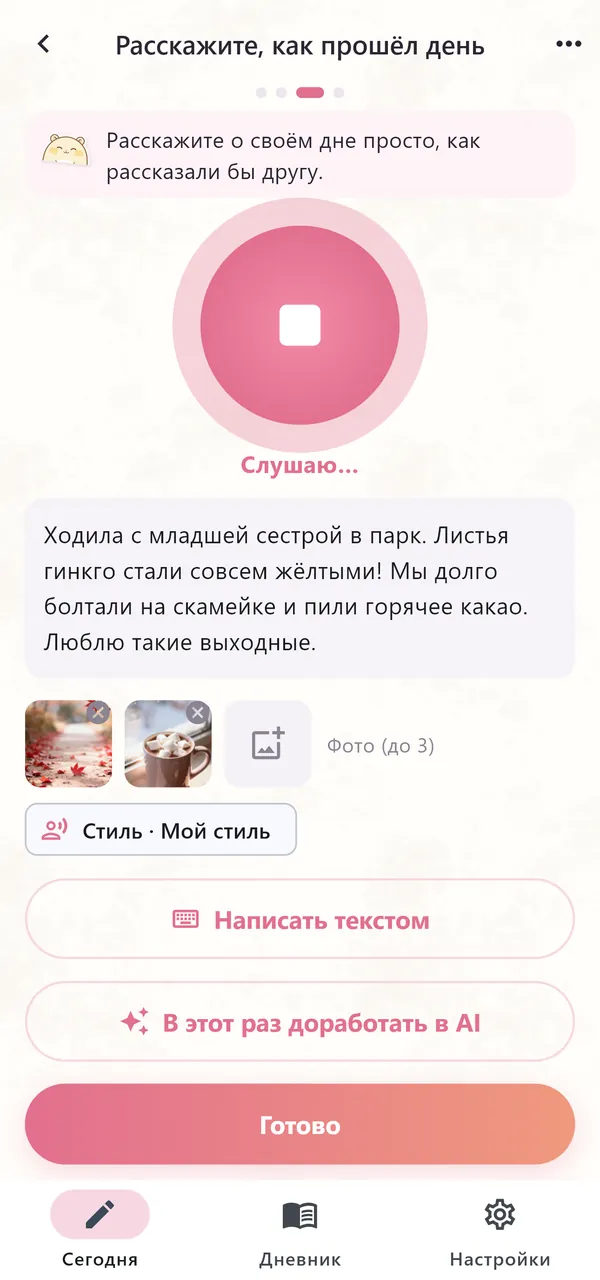 Расскажите, как прошёл день
Расскажите о своём дне просто, как
рассказали бы другу.
Слушаю...
Ходила с младшей сестрой в парк. Листья
гинкго стали совсем жёлтыми! Мы долго
болтали на скамейке и пили горячее какао.
Люблю такие выходные.
Фото (до 3)
Стиль · Мой стиль
Написать текстом
В этот раз доработать в AI
Готово
Сегодня
Дневник
Настройки